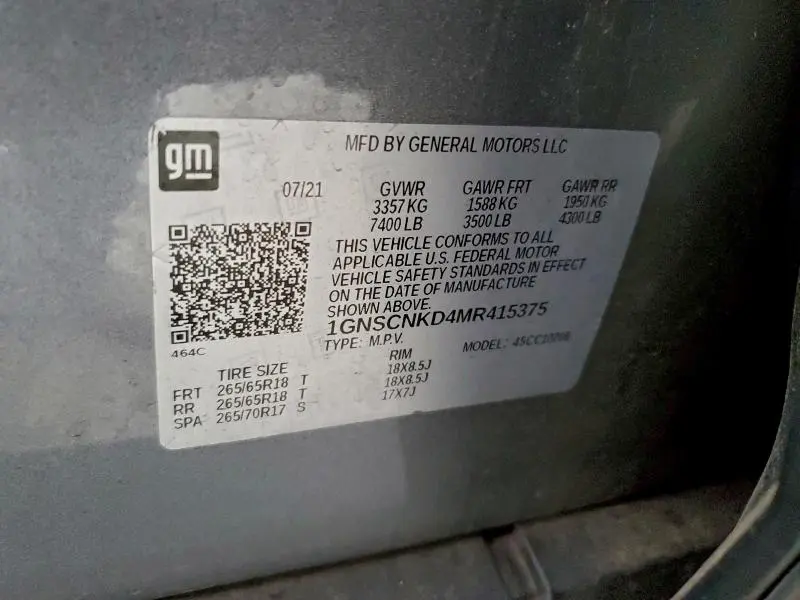 gm
MFD BY GENERAL MOTORS LLC
07/21 GVWR GAWR FRT GAWR RR
3357 KG 1588 KG 1950 KG
7400 LB 3500 LB 4300 LB
THIS VEHICLE CONFORMS TO ALL
APPLICABLE U.S. FEDERAL MOTOR
VEHICLE SAFETY STANDARDS IN EFFECT
ON THE DATE OF MANUFACTURE
SHOWN ABOVE.
1GNSCNKD4MR415375
464C
TYPE: M.P.V. MODEL:
TIRE SIZE RIM
FRT 265/65R18 T 18X8.5J
RR 265/65R18 T 18X8.5J
SPA 265/70R17 S 17X7J